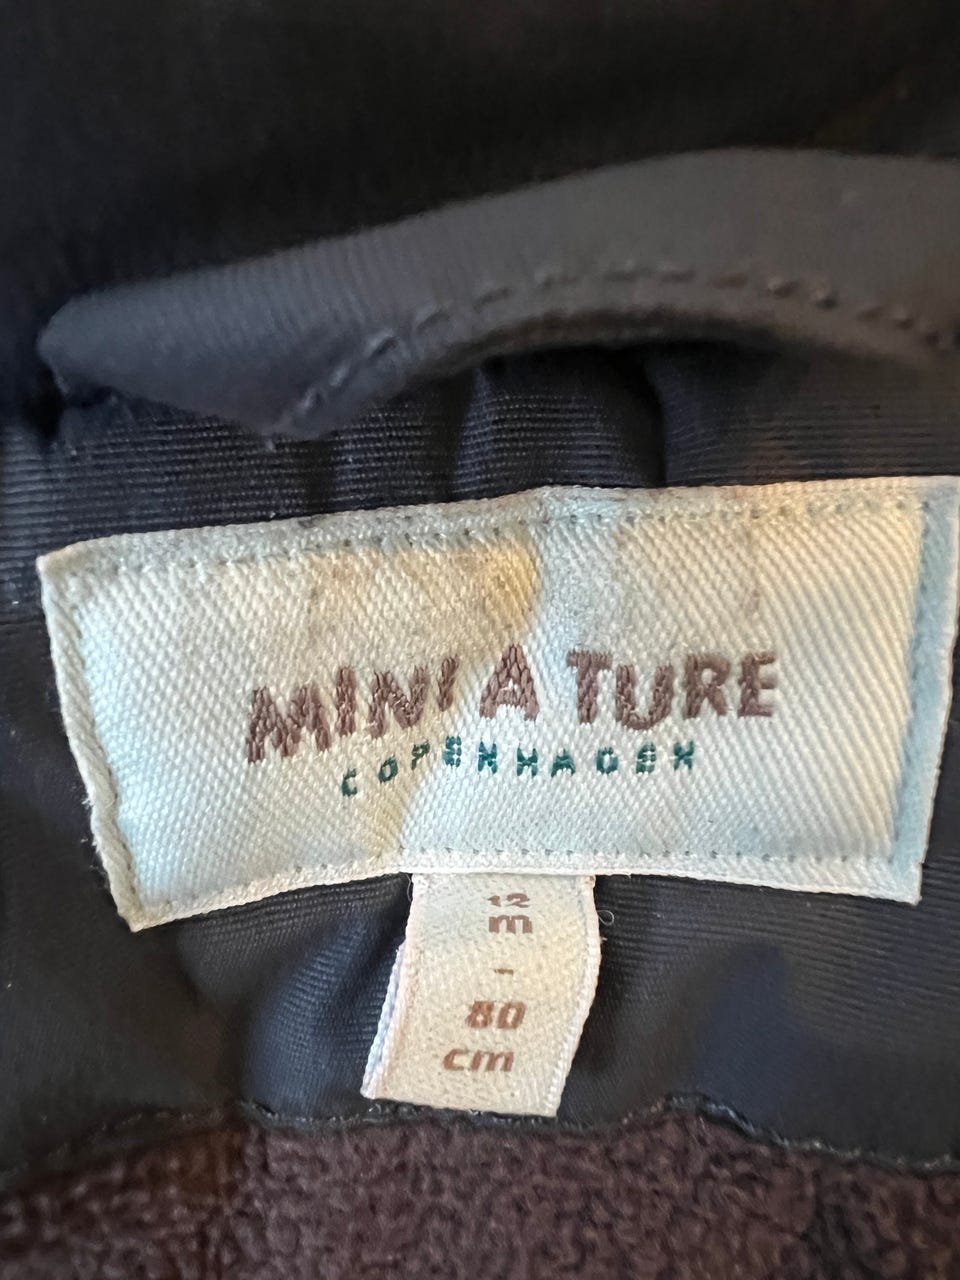 MINI A TURE
COPENHAGEN
12
m
-
80
cm